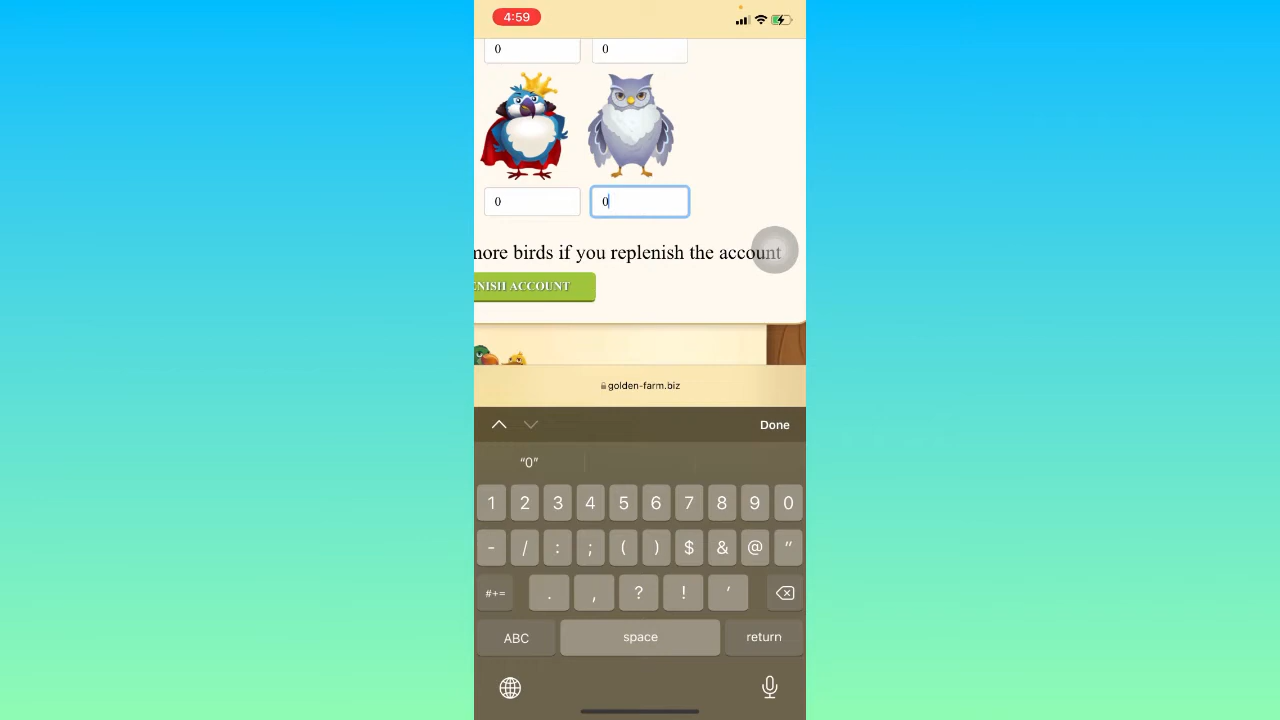 4:59
0 0
0 0
more birds if you replenish the account
NISH ACCOUNT
golden-farm.biz
Done
“0”
1 2 3 4 5 6 7 8 9 0
- / : ; ( ) $ & @ “
#+= . , ? ! ’
ABC space return